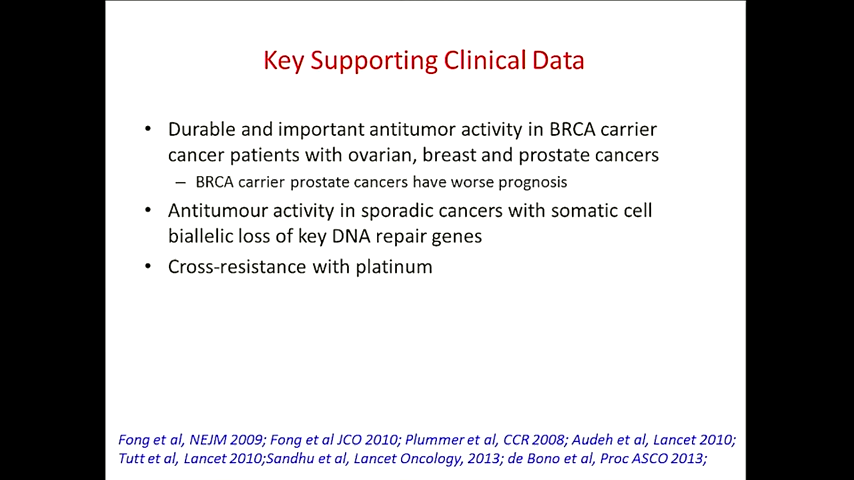 Key Supporting Clinical Data
• Durable and important antitumor activity in BRCA carrier
cancer patients with ovarian, breast and prostate cancers
– BRCA carrier prostate cancers have worse prognosis
• Antitumour activity in sporadic cancers with somatic cell
biallelic loss of key DNA repair genes
• Cross-resistance with platinum
Fong et al, NEJM 2009; Fong et al JCO 2010; Plummer et al, CCR 2008; Audeh et al, Lancet 2010;
Tutt et al, Lancet 2010;Sandhu et al, Lancet Oncology, 2013; de Bono et al, Proc ASCO 2013;